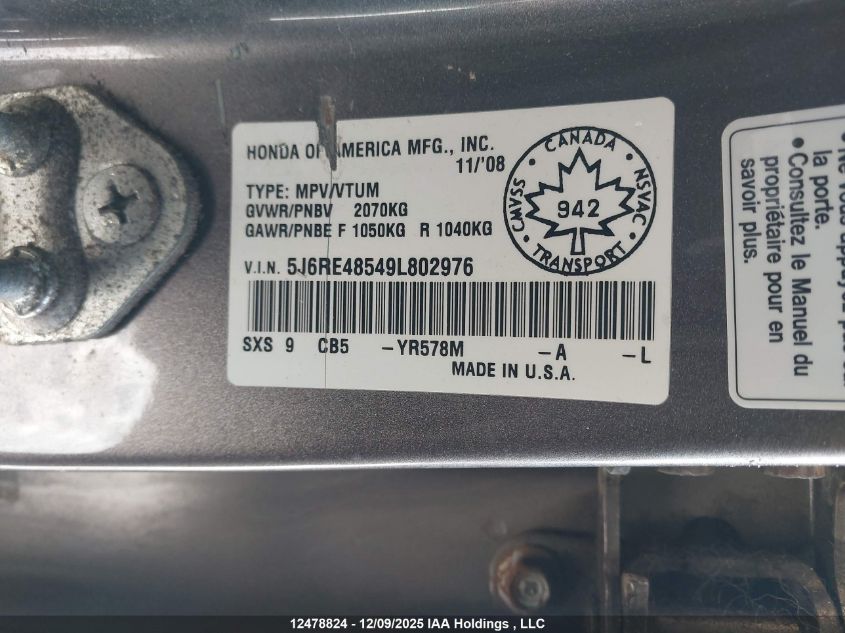 HONDA OF AMERICA MFG., INC.
11/'08
TYPE: MPV/VTUM
GVWR/PNBV 2070KG
GAWR/PNBE F 1050KG R 1040KG
V.I.N. 5J6RE48549L802976
SXS 9 CB5 -YR578M -A -L
MADE IN U.S.A.
CANADA
CMVSS
942
NSVAC
TRANSPORT
la porte.
• Consultez le Manuel du
propriétaire pour en
savoir plus.
12478824 - 12/09/2025 IAA Holdings , LLC